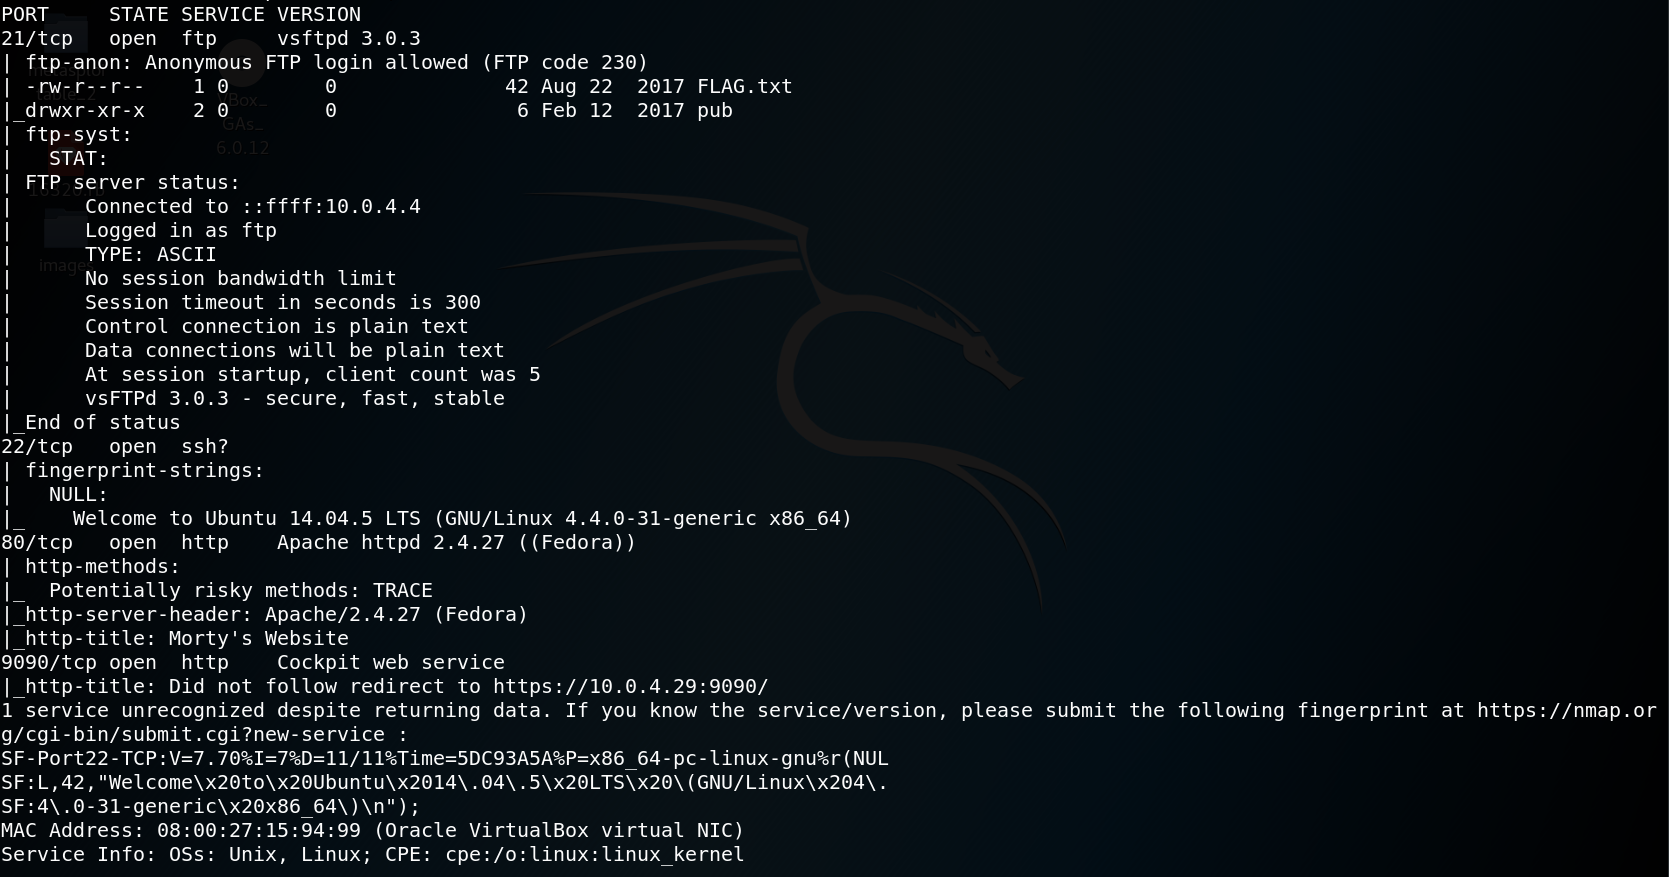 PORT     STATE SERVICE VERSION
21/tcp   open  ftp     vsftpd 3.0.3
| ftp-anon: Anonymous FTP login allowed (FTP code 230)
| -rw-r--r--    1 0        0              42 Aug 22  2017 FLAG.txt
|_drwxr-xr-x    2 0        0               6 Feb 12  2017 pub
| ftp-syst:
|   STAT:
| FTP server status:
|      Connected to ::ffff:10.0.4.4
|      Logged in as ftp
|      TYPE: ASCII
|      No session bandwidth limit
|      Session timeout in seconds is 300
|      Control connection is plain text
|      Data connections will be plain text
|      At session startup, client count was 5
|      vsFTPd 3.0.3 - secure, fast, stable
|_End of status
22/tcp   open  ssh?
| fingerprint-strings:
|   NULL:
|_    Welcome to Ubuntu 14.04.5 LTS (GNU/Linux 4.4.0-31-generic x86_64)
80/tcp   open  http    Apache httpd 2.4.27 ((Fedora))
| http-methods:
|_  Potentially risky methods: TRACE
|_http-server-header: Apache/2.4.27 (Fedora)
|_http-title: Morty's Website
9090/tcp open  http    Cockpit web service
|_http-title: Did not follow redirect to https://10.0.4.29:9090/
1 service unrecognized despite returning data. If you know the service/version, please submit the following fingerprint at https://nmap.or
g/cgi-bin/submit.cgi?new-service :
SF-Port22-TCP:V=7.70%I=7%D=11/11%Time=5DC93A5A%P=x86_64-pc-linux-gnu%r(NUL
SF:L,42,"Welcome\x20to\x20Ubuntu\x2014\.04\.5\x20LTS\x20\(GNU/Linux\x204\.
SF:4\.0-31-generic\x20x86_64\)\n");
MAC Address: 08:00:27:15:94:99 (Oracle VirtualBox virtual NIC)
Service Info: OSs: Unix, Linux; CPE: cpe:/o:linux:linux_kernel
VBox_
GAs_
6.0.12
images